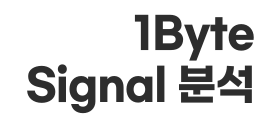 1Byte
Signal 분석